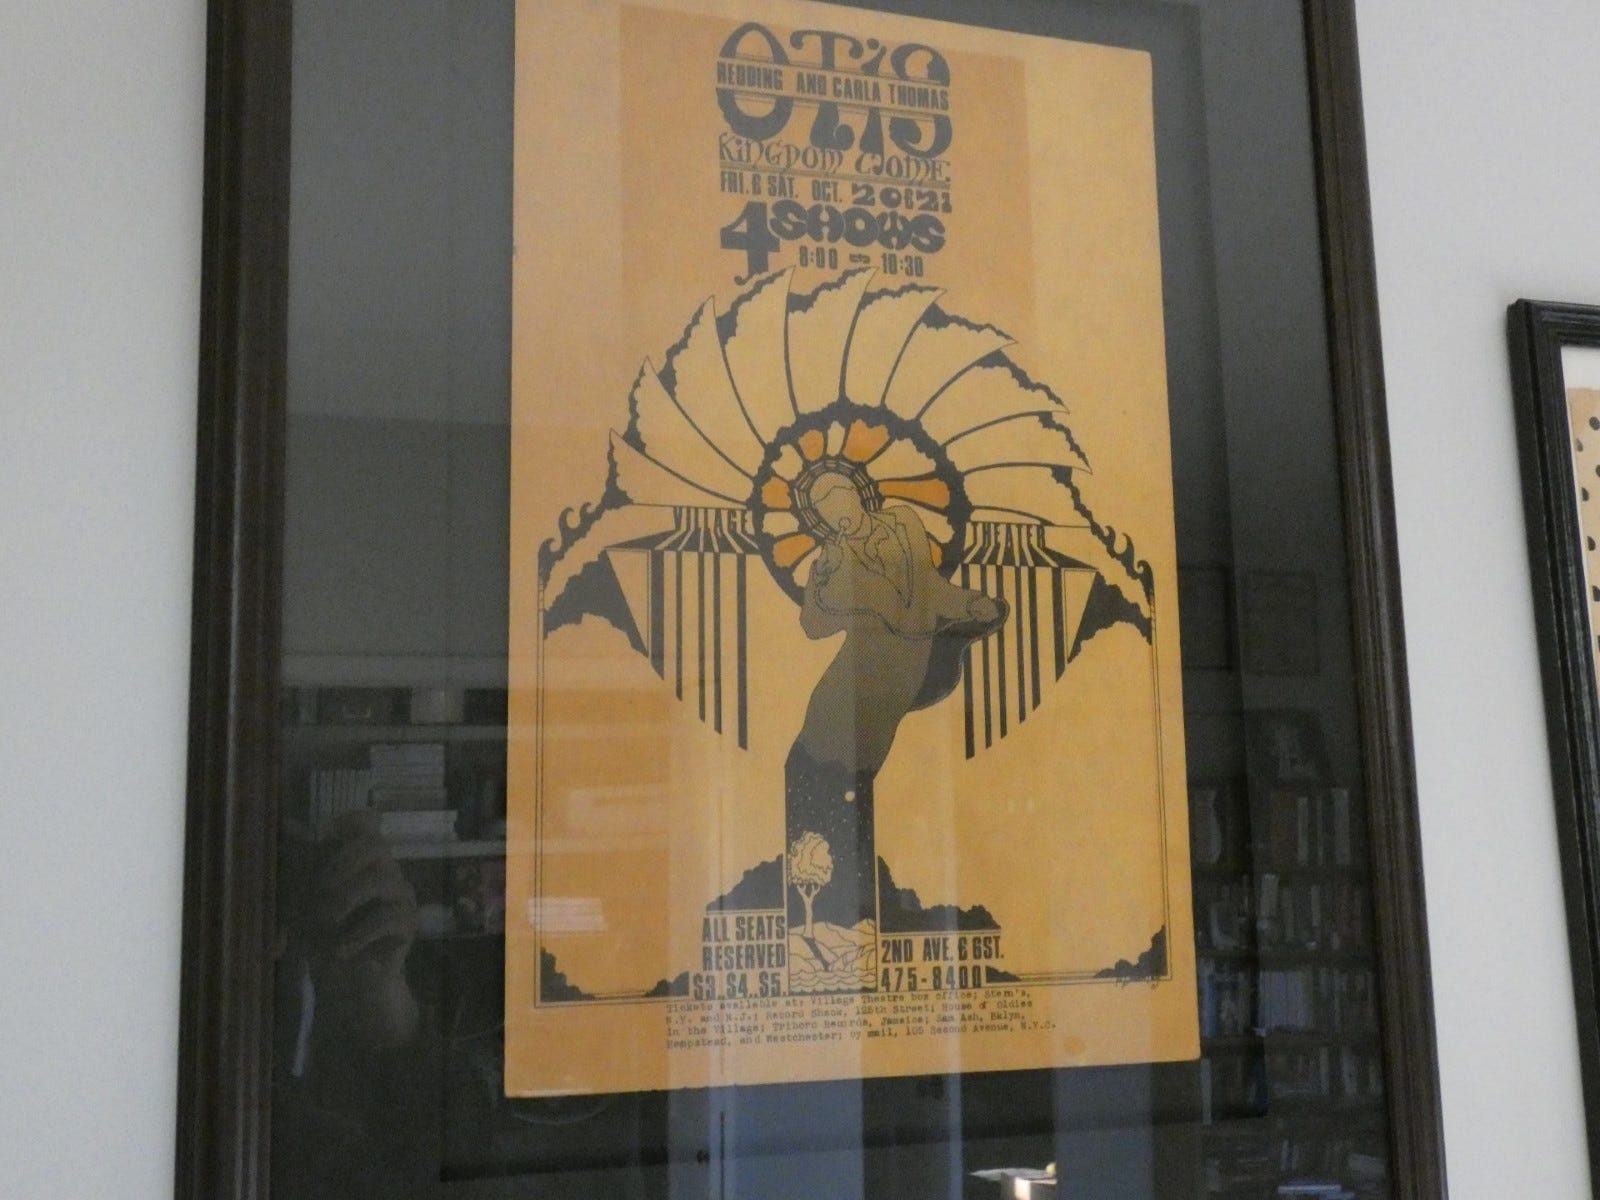 OTiS
REDDING AND CARLA THOMAS
KiNGDOM COME
FRI. & SAT. OCT. 20 & 21
4 SHOWS
8:00 10:30
VILLAGE THEATER
ALL SEATS
RESERVED
$3..$4..$5.
2ND AVE. & 6ST.
475-8400
Tickets available at: Village Theatre box office; Stern's,
N.Y. and N.J.; Record Shack, 125th Street; House of Oldies
in the Village; Triboro Records, Jamaica; Sam Ash, Bklyn,
Hempstead, and Westchester; by mail, 105 Second Avenue, N.Y.C.